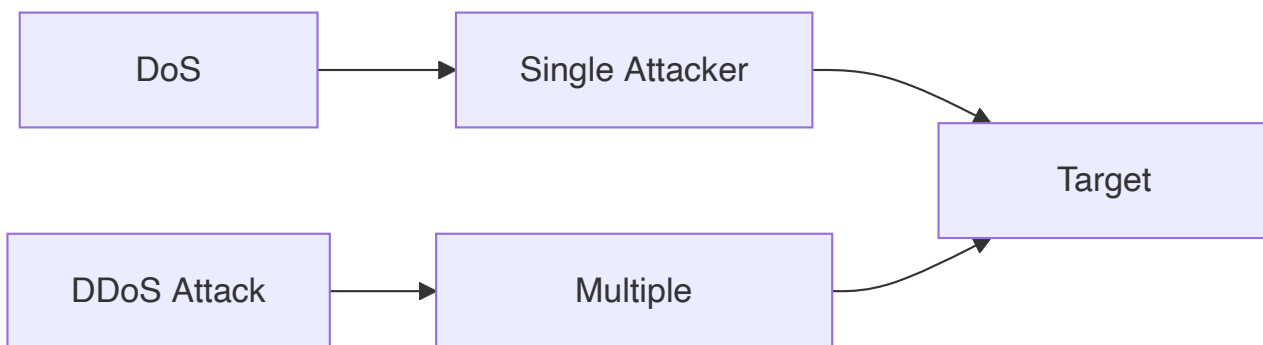 DoS
Single Attacker
Target
DDoS Attack
Multiple